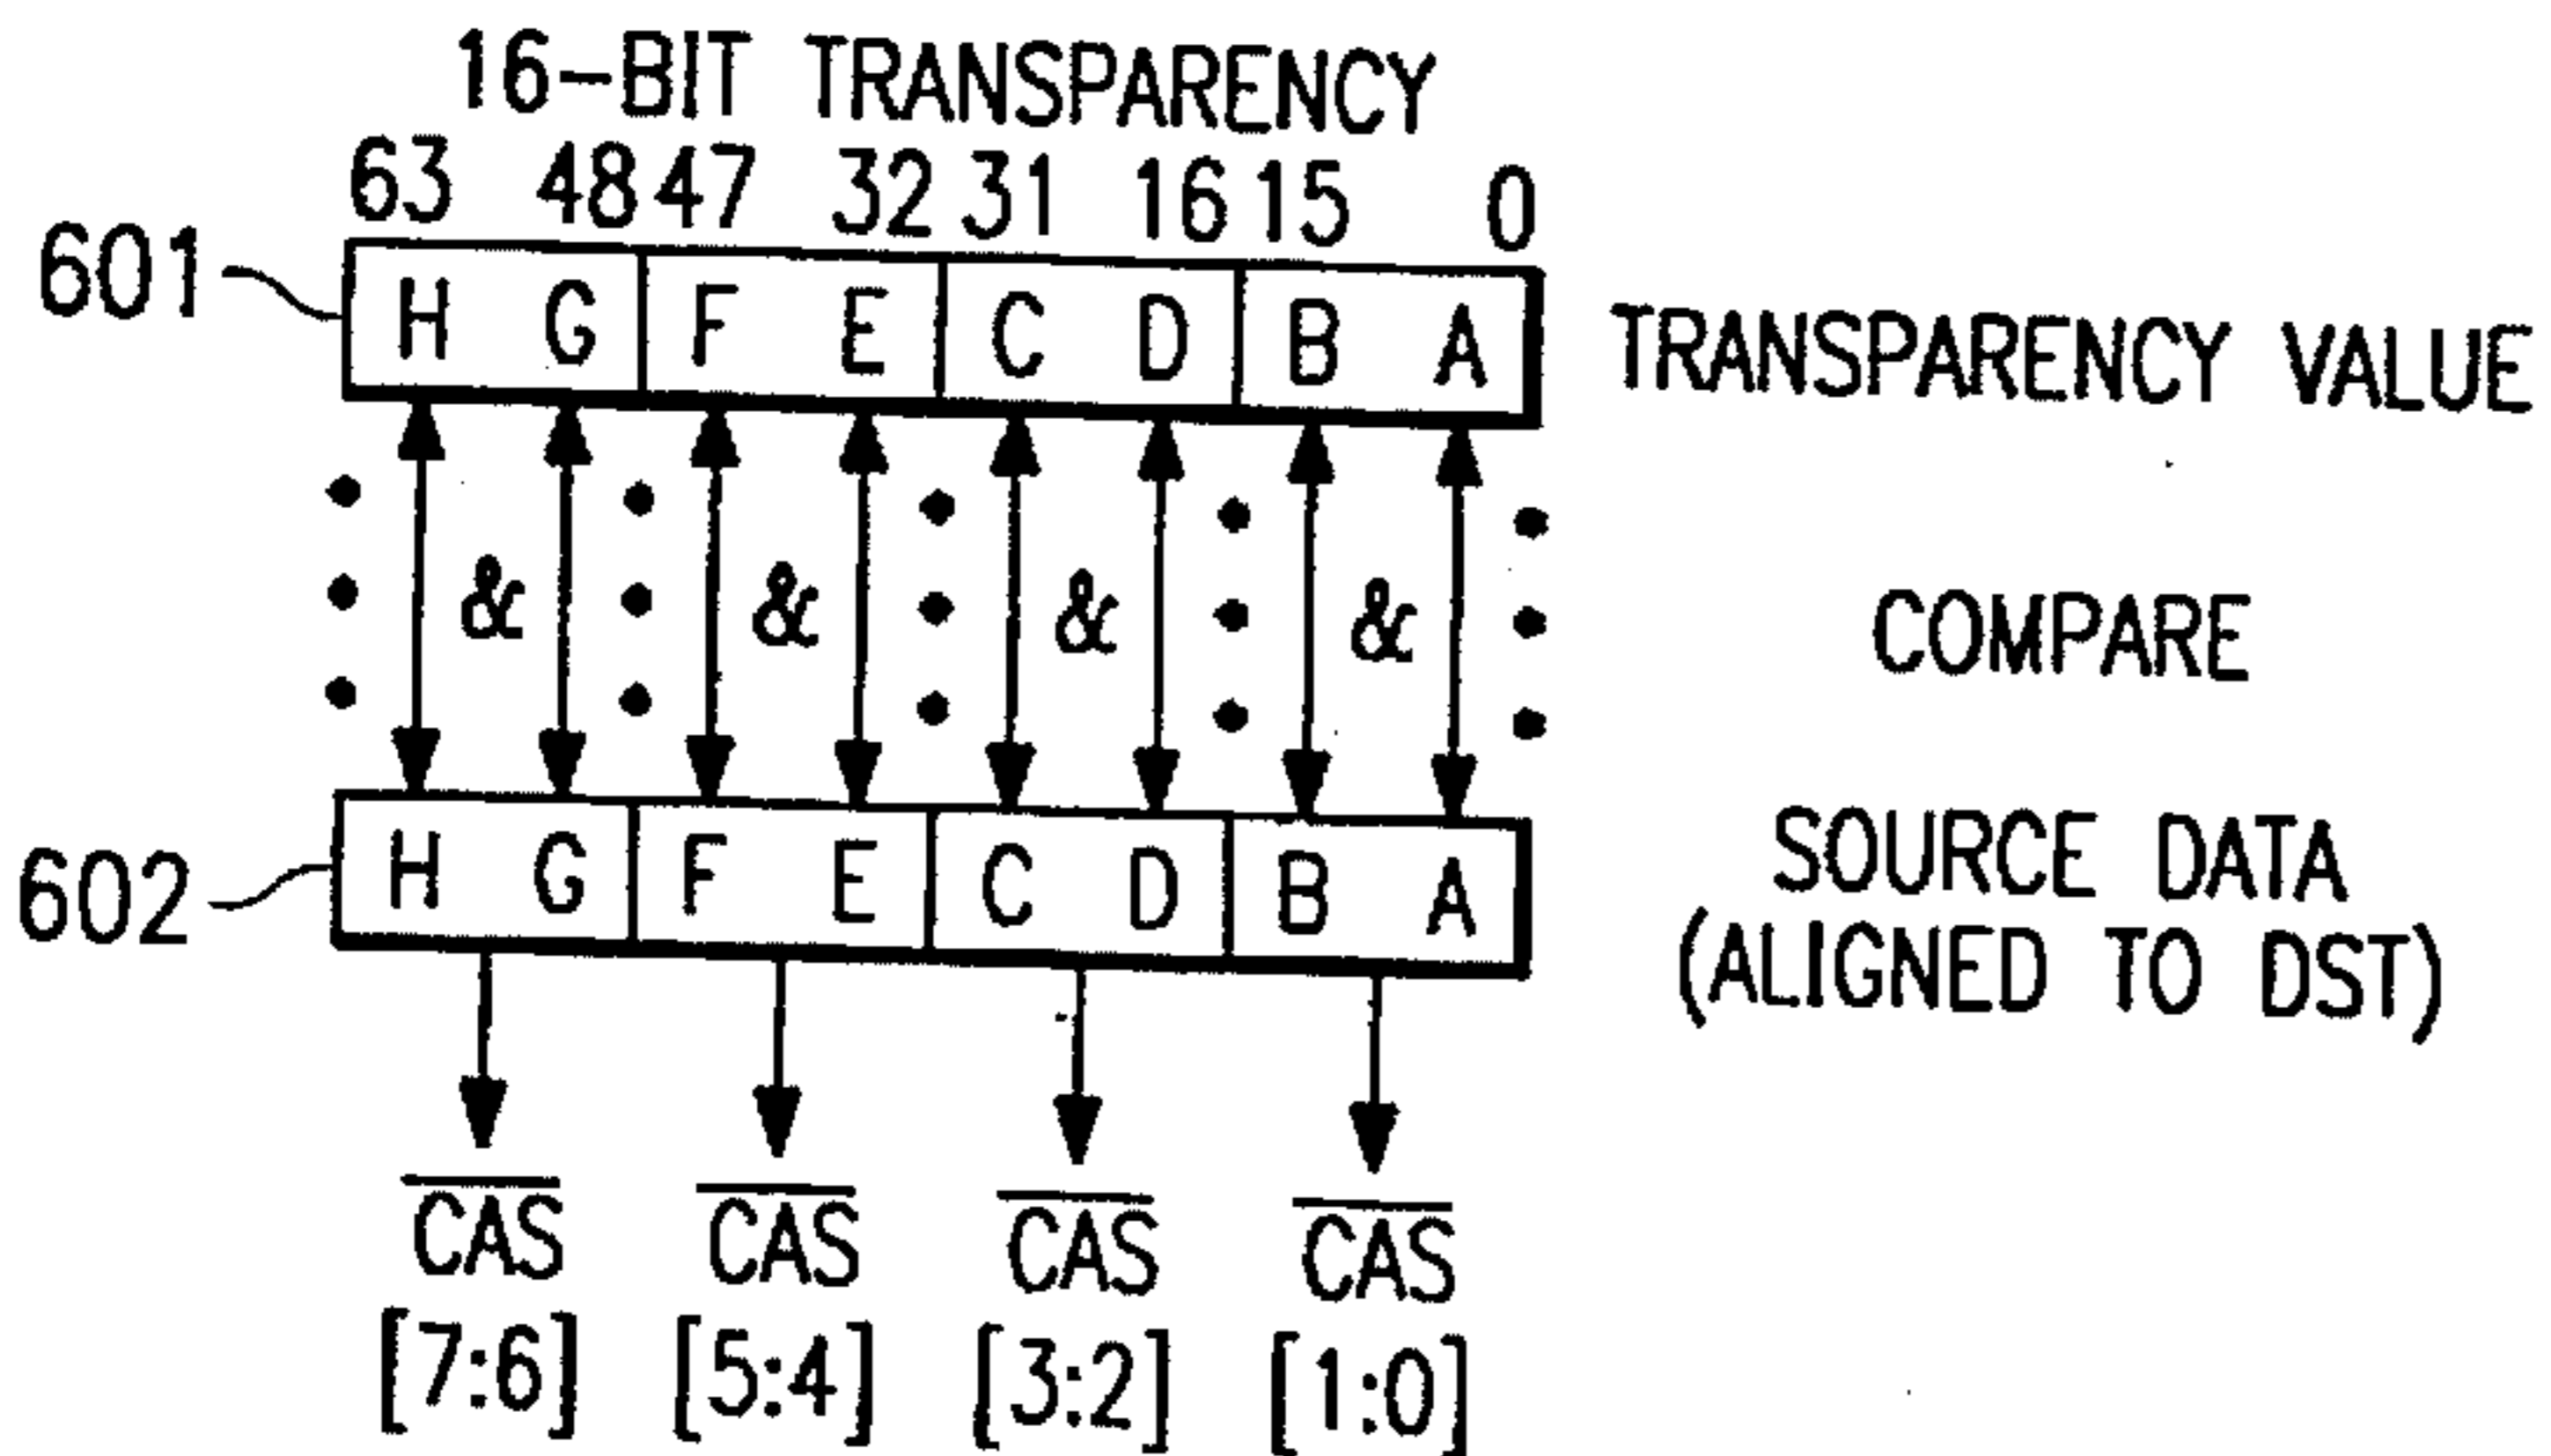 16-BIT TRANSPARENCY
63 48 47 32 31 16 15 0
601 H G F E C D B A TRANSPARENCY VALUE
& & & & COMPARE
602 H G F E C D B A SOURCE DATA
(ALIGNED TO DST)
CAS CAS CAS CAS
[7:6] [5:4] [3:2] [1:0]